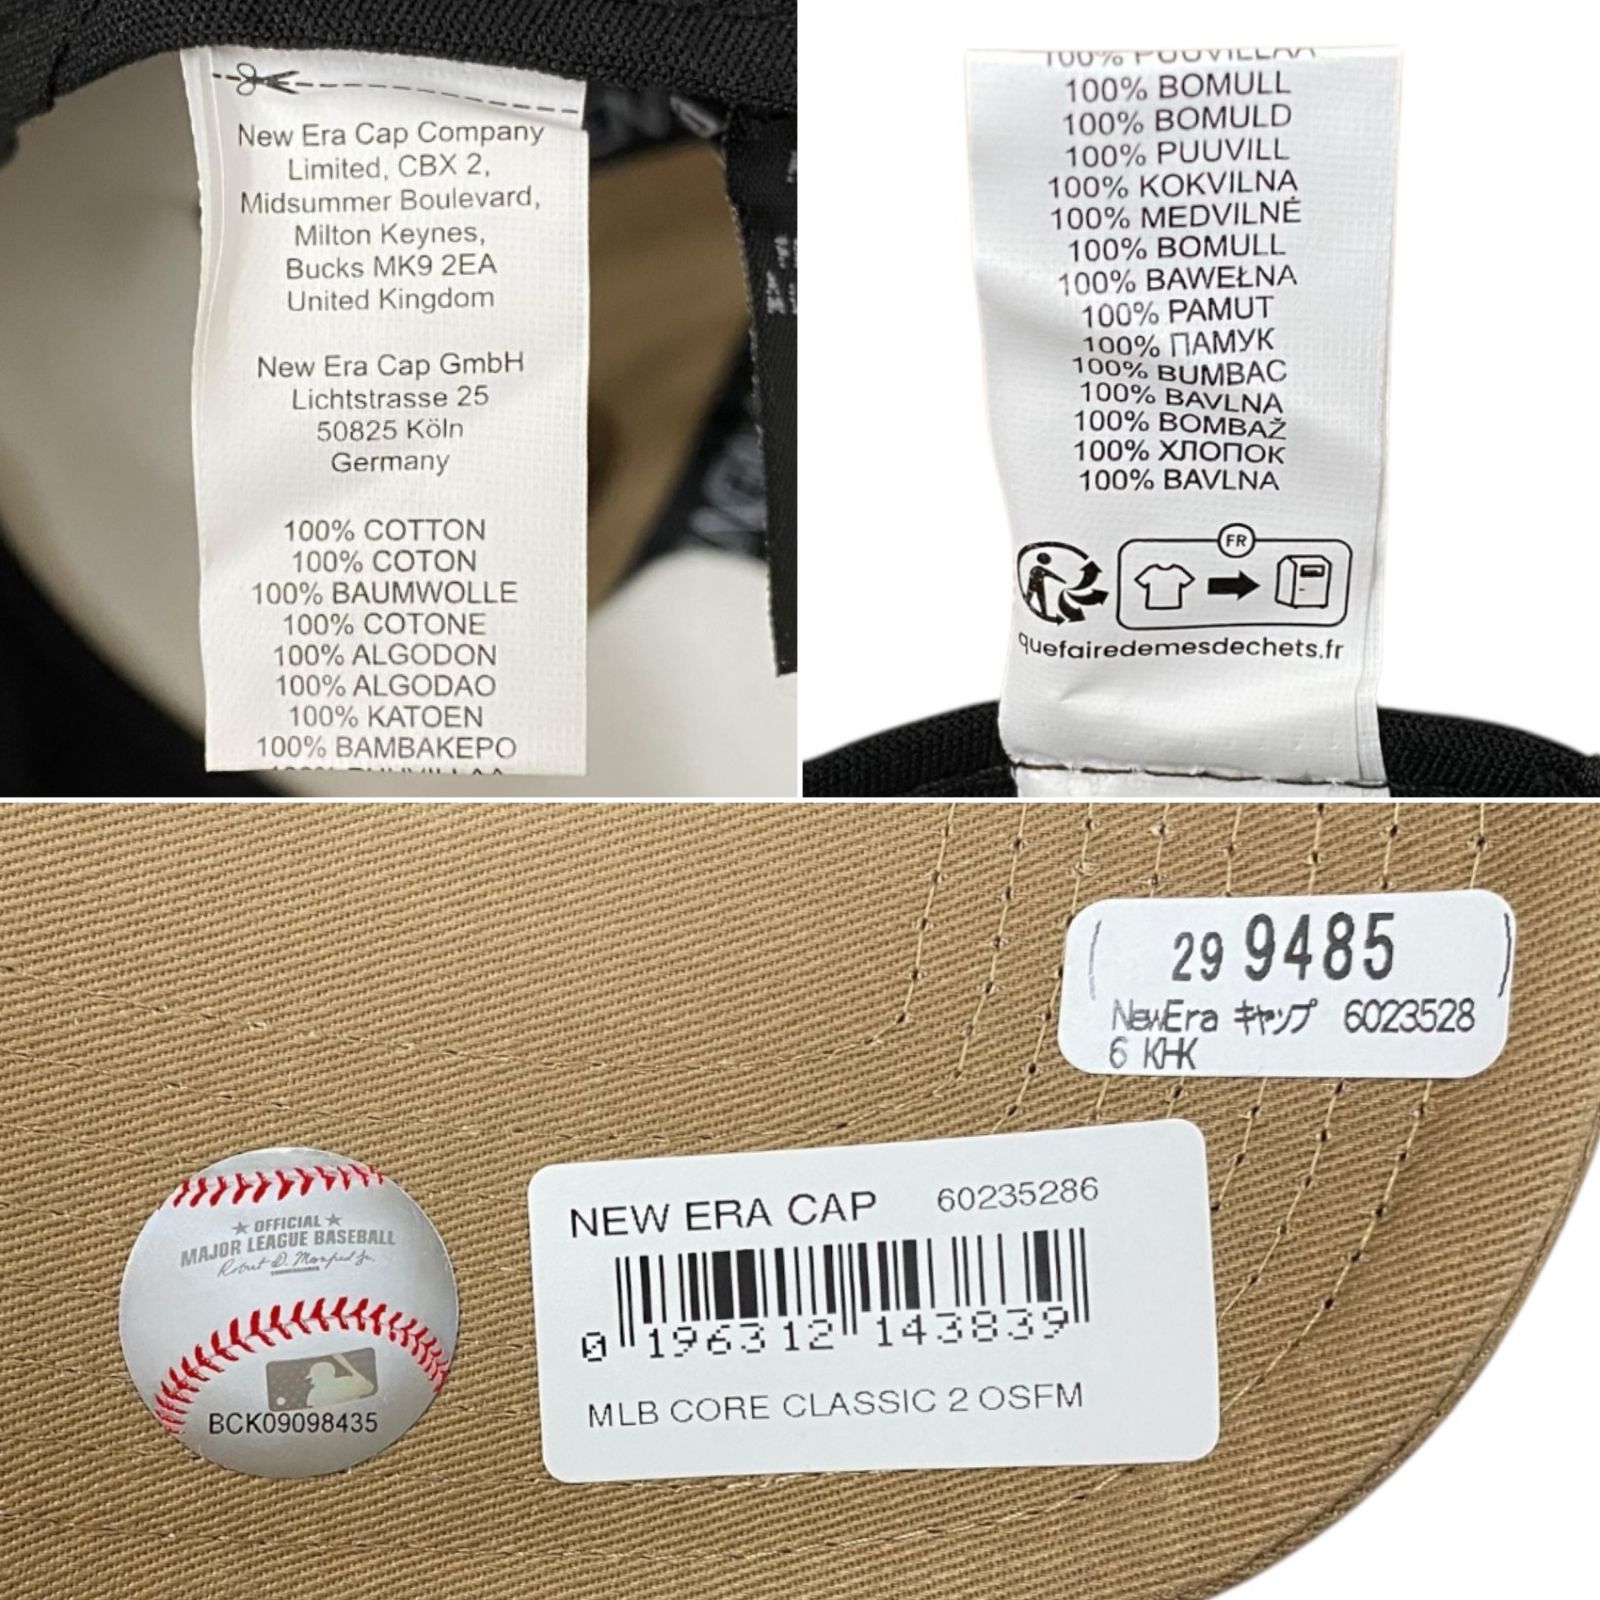 New Era Cap Company
Limited, CBX 2,
Midsummer Boulevard,
Milton Keynes,
Bucks MK9 2EA
United Kingdom
New Era Cap GmbH
Lichtstrasse 25
50825 Köln
Germany
100% COTTON
100% COTON
100% BAUMWOLLE
100% COTONE
100% ALGODON
100% ALGODAO
100% KATOEN
100% BAMBAKEPO
100% PUUVILLAA
100% BOMULL
100% BOMULD
100% PUUVILL
100% KOKVILNA
100% MEDVILNĖ
100% BOMULL
100% BAWEŁNA
100% PAMUT
100% ПАМУК
100% BUMBAC
100% BAVLNA
100% BOMBAŽ
100% ХЛОПОК
100% BAVLNA
FR
quefairedemesdechets.fr
29 9485
NewEra キャップ 6023528
6 KHK
OFFICIAL
MAJOR LEAGUE BASEBALL
Robert D. Manfred Jr.
BCK09098435
NEW ERA CAP 60235286
0 196312 143839
MLB CORE CLASSIC 2 OSFM